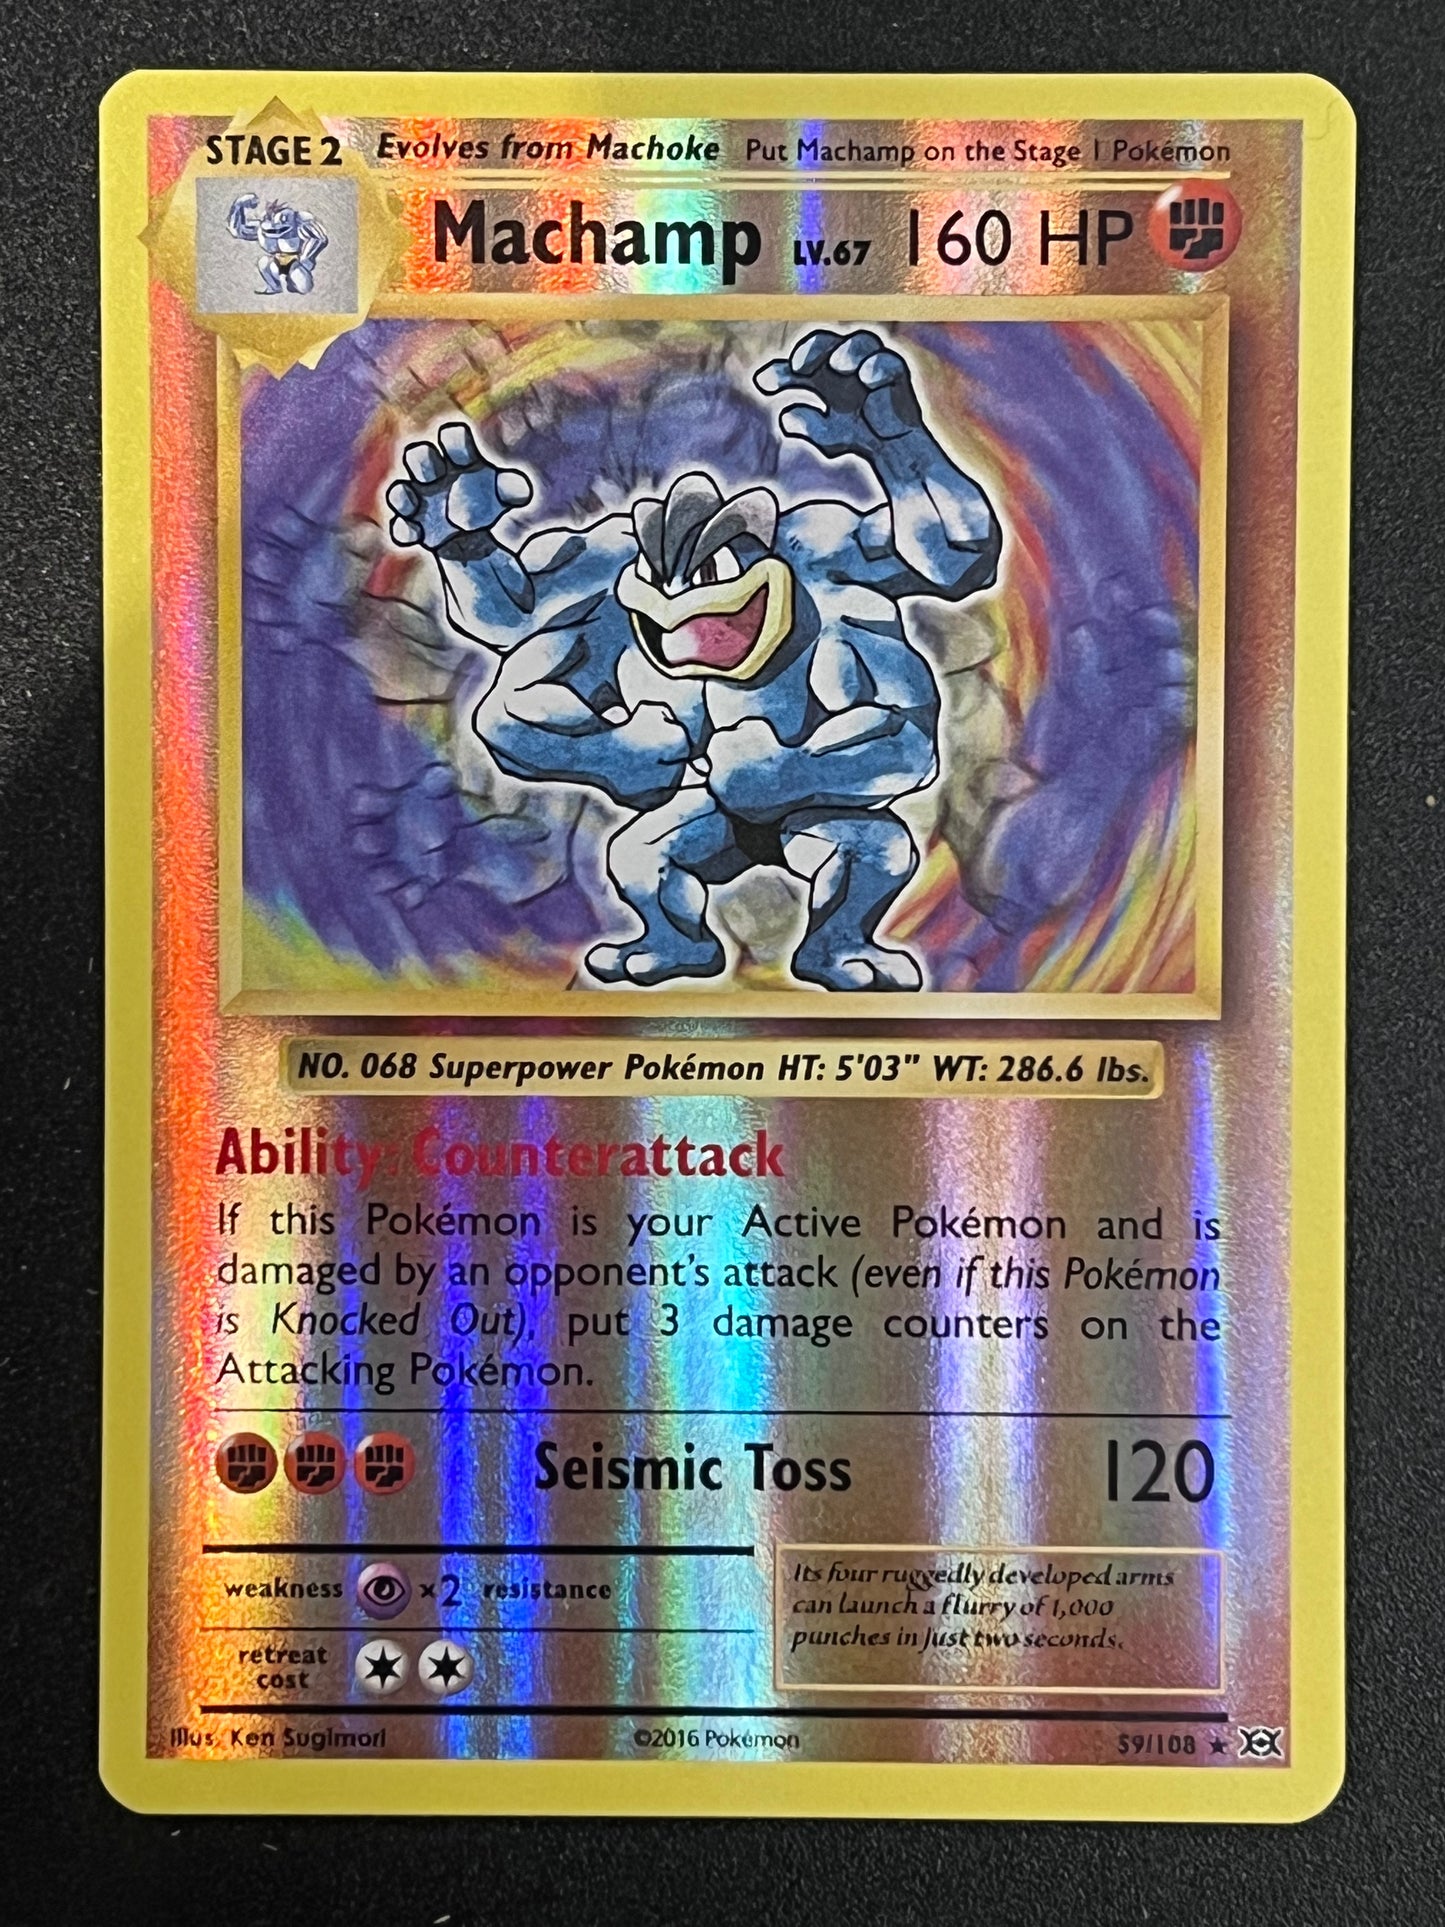 STAGE 2 Evolves from Machoke Put Machamp on the Stage 1 Pokémon
Machamp LV.67 160 HP
NO. 068 Superpower Pokémon HT: 5'03" WT: 286.6 lbs.
Ability: Counterattack
If this Pokémon is your Active Pokémon and is
damaged by an opponent's attack (even if this Pokémon
is Knocked Out), put 3 damage counters on the
Attacking Pokémon.
Seismic Toss 120
weakness ×2 resistance
retreat
cost
Its four ruggedly developed arms
can launch a flurry of 1,000
punches in just two seconds.
Illus. Ken Sugimori ©2016 Pokémon 59/108 ★